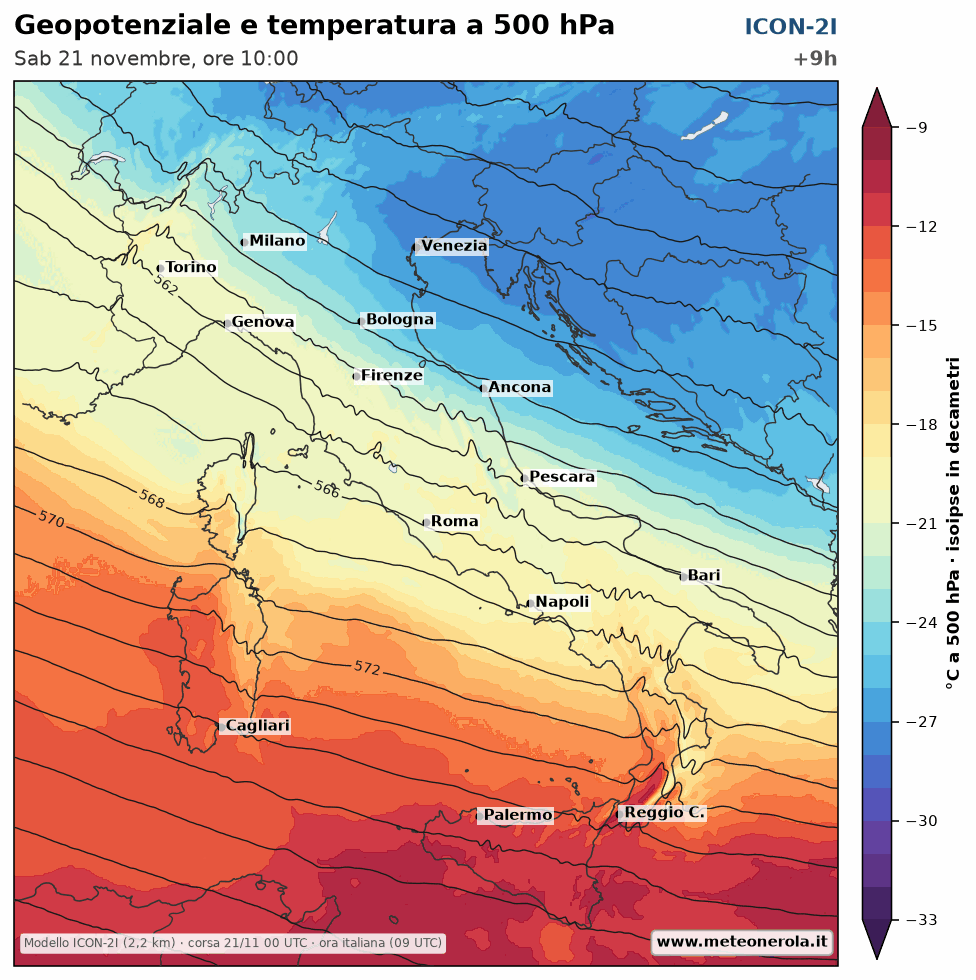 Geopotenziale e temperatura a 500 hPa
ICON-2I
Sab 21 novembre, ore 10:00
+9h
Milano
Venezia
Torino
562
Genova
Bologna
Firenze
Ancona
Pescara
566
568
570
Roma
Bari
Napoli
572
Cagliari
Palermo
Reggio C.
Modello ICON-2I (2,2 km) · corsa 21/11 00 UTC · ora italiana (09 UTC)
www.meteonerola.it
−9
−12
−15
−18
−21
−24
−27
−30
−33
°C a 500 hPa · isoipse in decametri